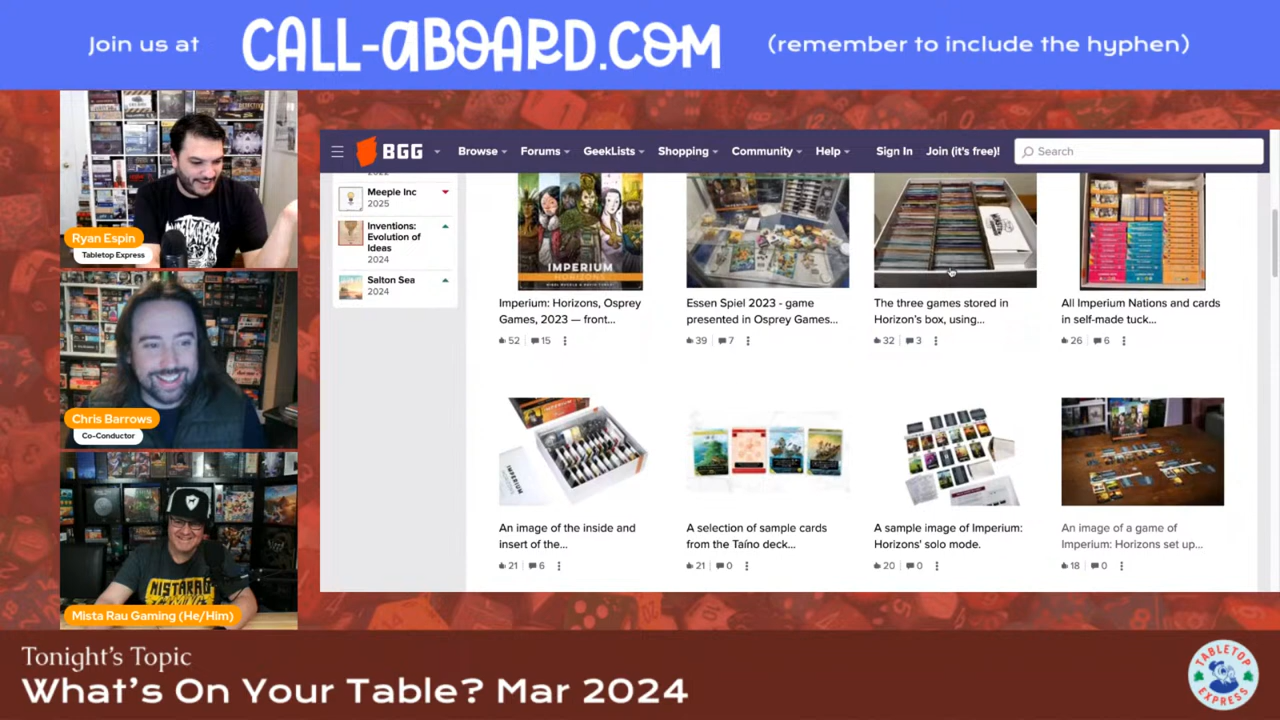 Join us at CALL-aBOARD.COM (remember to include the hyphen)
Ryan Espin
Tabletop Express
Chris Barrows
Co-Conductor
MISTARAU
Mista Rau Gaming (He/Him)
BGG Browse Forums GeekLists Shopping Community Help Sign In Join (it's free!) Search
Meeple Inc
2025
Inventions:
Evolution of
Ideas
2024
Salton Sea
2024
IMPERIUM
HORIZONS
Imperium: Horizons, Osprey
Games, 2023 — front...
52 15
Essen Spiel 2023 - game
presented in Osprey Games...
39 7
The three games stored in
Horizon's box, using...
32 3
All Imperium Nations and cards
in self-made tuck...
26 6
IMPERIUM
An image of the inside and
insert of the...
21 6
A selection of sample cards
from the Taíno deck...
21 0
A sample image of Imperium:
Horizons' solo mode.
20 0
An image of a game of
Imperium: Horizons set up...
18 0
Tonight's Topic
What's On Your Table? Mar 2024
TABLETOP
EXPRESS